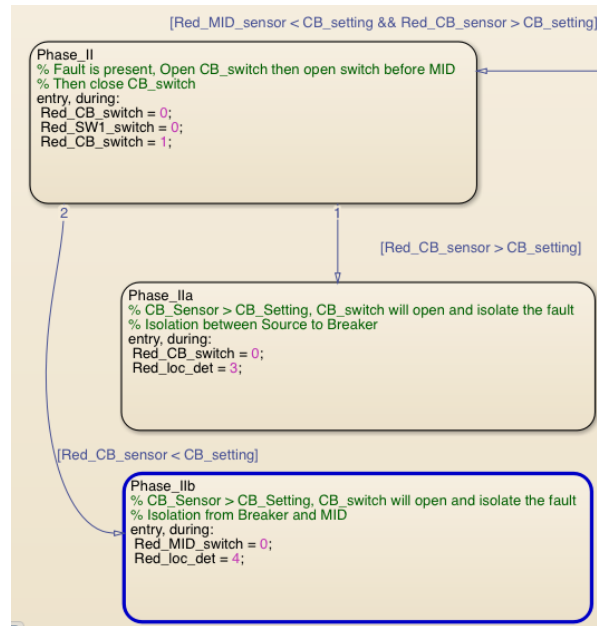 [Red_MID_sensor < CB_setting && Red_CB_sensor > CB_setting]
Phase_II
% Fault is present, Open CB_switch then open switch before MID
% Then close CB_switch
entry, during:
Red_CB_switch = 0;
Red_SW1_switch = 0;
Red_CB_switch = 1;
2
1
[Red_CB_sensor > CB_setting]
Phase_IIa
% CB_Sensor > CB_Setting, CB_switch will open and isolate the fault
% Isolation between Source to Breaker
entry, during:
Red_CB_switch = 0;
Red_loc_det = 3;
[Red_CB_sensor < CB_setting]
Phase_IIb
% CB_Sensor > CB_Setting, CB_switch will open and isolate the fault
% Isolation from Breaker and MID
entry, during:
Red_MID_switch = 0;
Red_loc_det = 4;